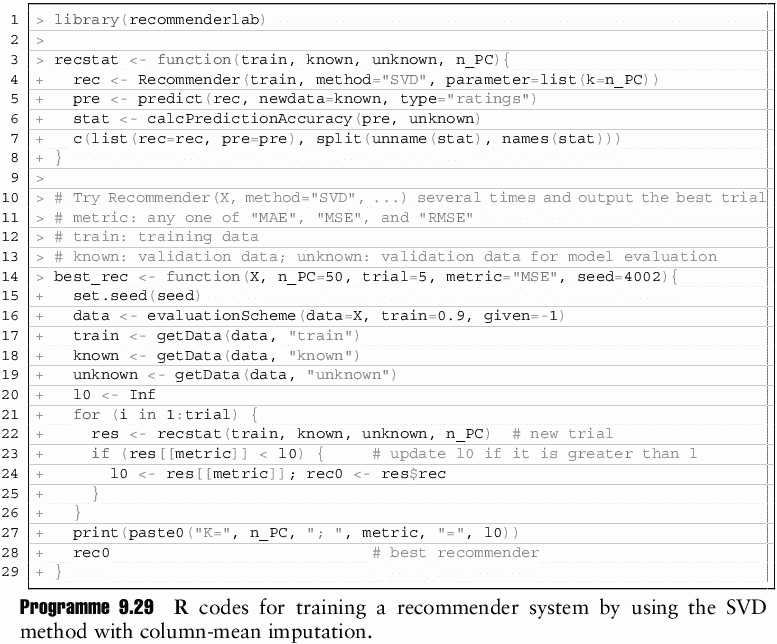 1 > library(recommenderlab)
2 >
3 > recstat <- function(train, known, unknown, n_PC){
4 +   rec <- Recommender(train, method="SVD", parameter=list(k=n_PC))
5 +   pre <- predict(rec, newdata=known, type="ratings")
6 +   stat <- calcPredictionAccuracy(pre, unknown)
7 +   c(list(rec=rec, pre=pre), split(unname(stat), names(stat)))
8 + }
9 >
10 > # Try Recommender(X, method="SVD", ...) several times and output the best trial
11 > # metric: any one of "MAE", "MSE", and "RMSE"
12 > # train: training data
13 > # known: validation data; unknown: validation data for model evaluation
14 > best_rec <- function(X, n_PC=50, trial=5, metric="MSE", seed=4002){
15 +   set.seed(seed)
16 +   data <- evaluationScheme(data=X, train=0.9, given=-1)
17 +   train <- getData(data, "train")
18 +   known <- getData(data, "known")
19 +   unknown <- getData(data, "unknown")
20 +   l0 <- Inf
21 +   for (i in 1:trial) {
22 +     res <- recstat(train, known, unknown, n_PC)  # new trial
23 +     if (res[[metric]] < l0) {     # update l0 if it is greater than l
24 +       l0 <- res[[metric]]; rec0 <- res$rec
25 +     }
26 +   }
27 +   print(paste0("K=", n_PC, "; ", metric, "=", l0))
28 +   rec0                            # best recommender
29 + }
Programme 9.29 R codes for training a recommender system by using the SVD
method with column-mean imputation.